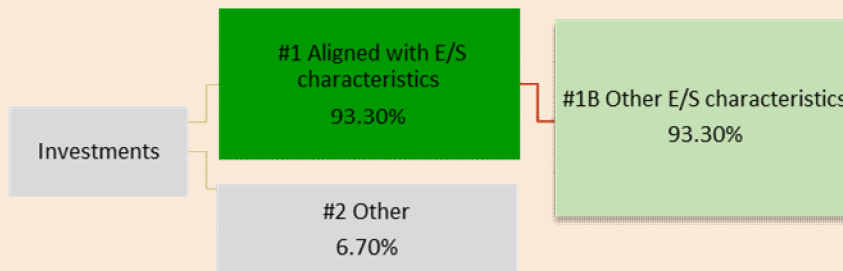 #1 Aligned with E/S
characteristics
93.30%
#1B Other E/S characteristics
93.30%
Investments
#2 Other
6.70%